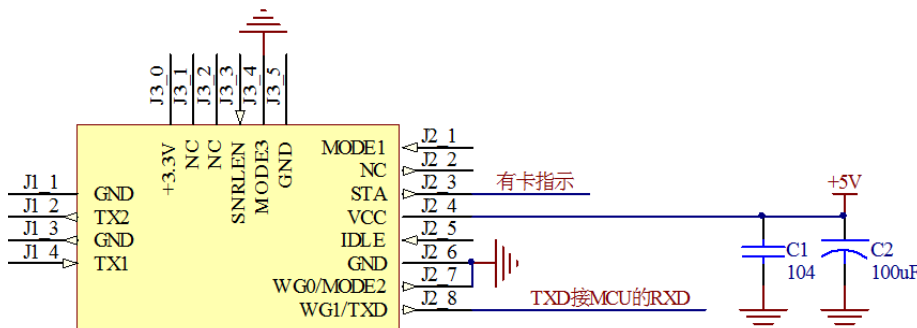 J3_0
J3_1
J3_2
J3_3
J3_4
J3_5
+3.3V
NC
NC
SNRLEN
MODE3
GND
J1_1 GND
J1_2 TX2
J1_3 GND
J1_4 TX1
MODE1 J2_1
NC J2_2
STA J2_3 有卡指示
VCC J2_4 +5V
IDLE J2_5
GND J2_6
WG0/MODE2 J2_7
WG1/TXD J2_8 TXD接MCU的RXD
C1
104
C2
100uF